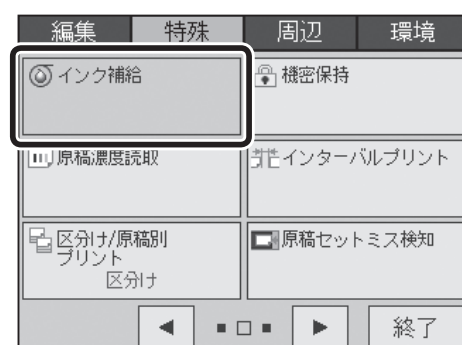 編集 特殊 周辺 環境
インク補給 機密保持
原稿濃度読取 インターバルプリント
区分け/原稿別 原稿セットミス検知
プリント
区分け
終了